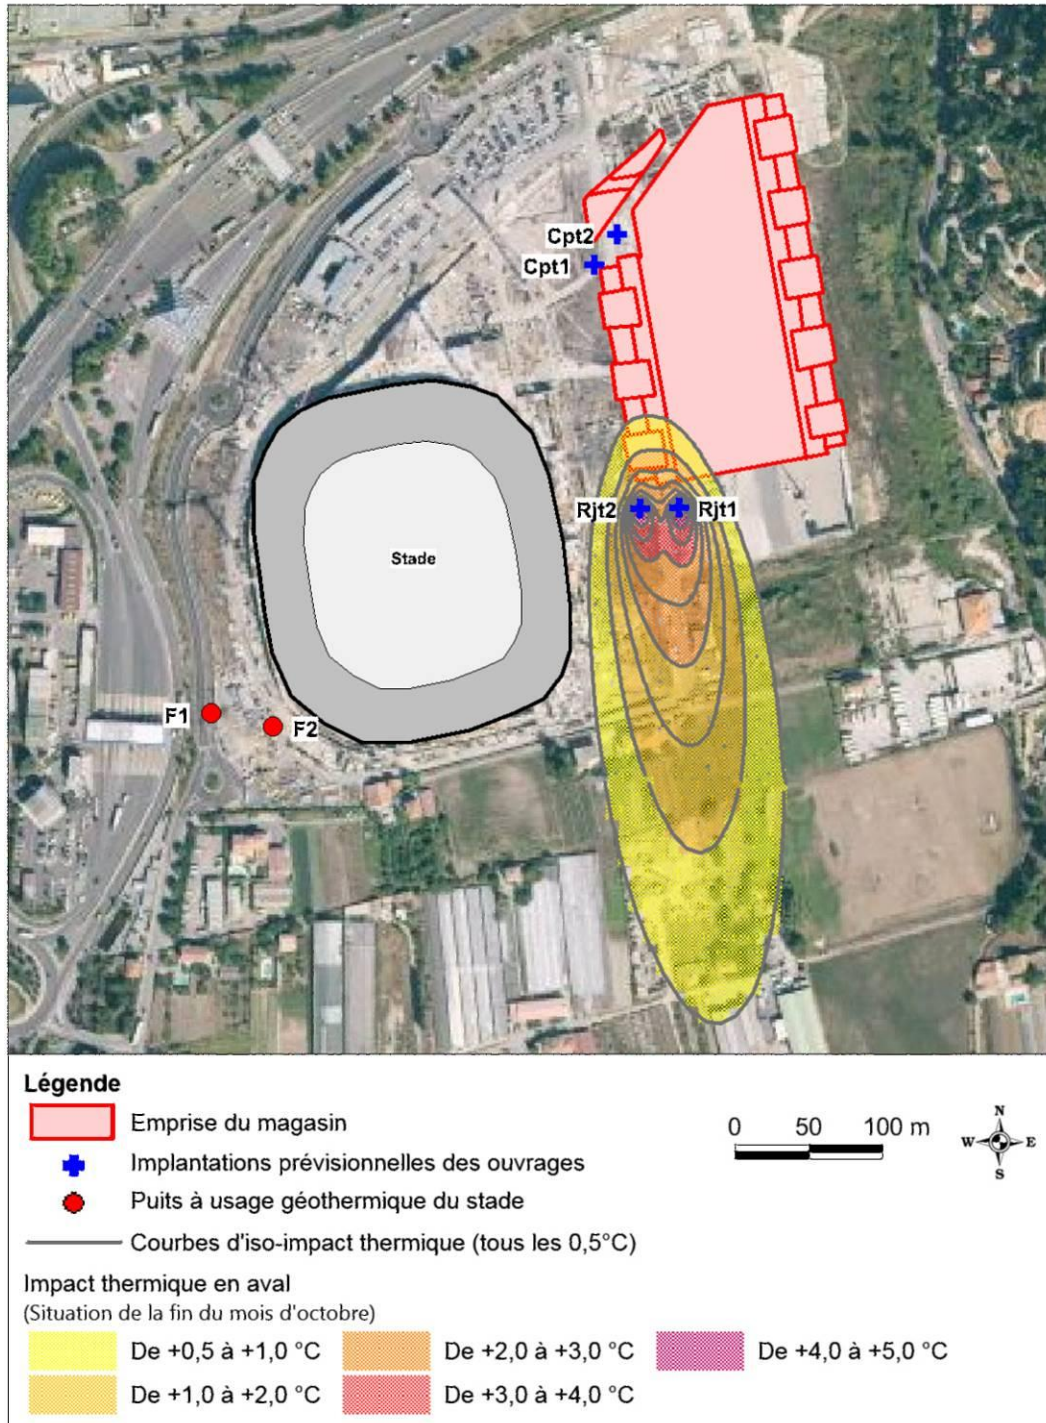 Cpt2
Cpt1
Rjt2
Rjt1
Stade
F1
F2
Légende
Emprise du magasin
Implantations prévisionnelles des ouvrages
Puits à usage géothermique du stade
Courbes d'iso-impact thermique (tous les 0,5°C)
0 50 100 m
N
W E
S
Impact thermique en aval
(Situation de la fin du mois d'octobre)
De +0,5 à +1,0 °C
De +2,0 à +3,0 °C
De +4,0 à +5,0 °C
De +1,0 à +2,0 °C
De +3,0 à +4,0 °C